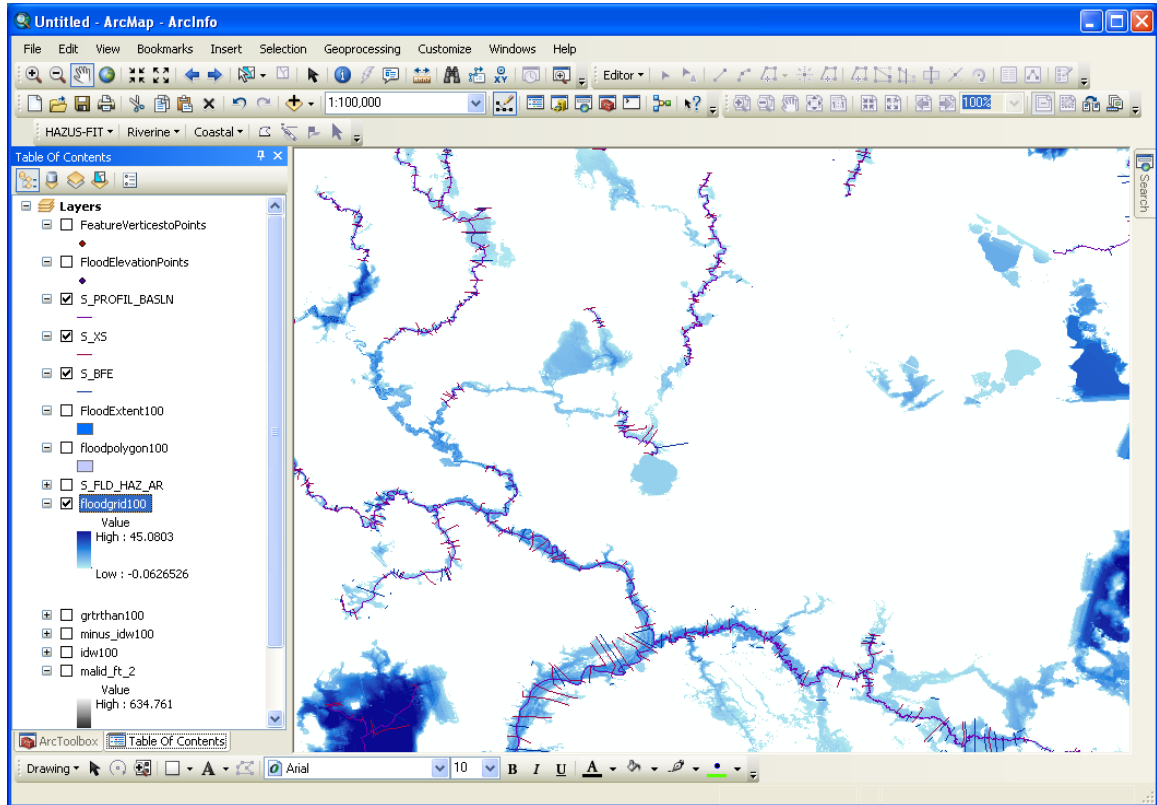 Untitled - ArcMap - ArcInfo
File Edit View Bookmarks Insert Selection Geoprocessing Customize Windows Help
Editor
1:100,000
100%
HAZUS-FIT Riverine Coastal
Table Of Contents
Layers
FeatureVerticestoPoints
FloodElevationPoints
S_PROFIL_BASLN
S_XS
S_BFE
FloodExtent100
floodpolygon100
S_FLD_HAZ_AR
floodgrid100
Value
High : 45.0803
Low : -0.0626526
grtrthan100
minus_idw100
idw100
malid_ft_2
Value
High : 634.761
ArcToolbox Table Of Contents
Search
Drawing A Arial 10 B I U A